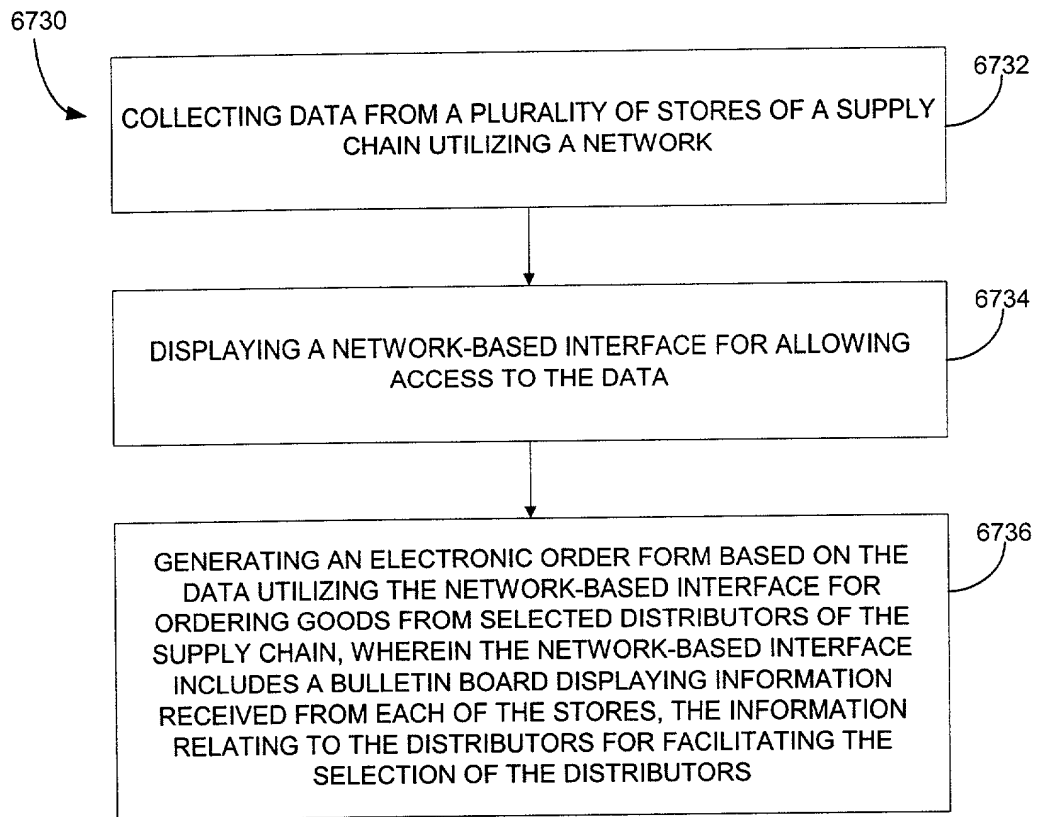 6730
6732
COLLECTING DATA FROM A PLURALITY OF STORES OF A SUPPLY
CHAIN UTILIZING A NETWORK
6734
DISPLAYING A NETWORK-BASED INTERFACE FOR ALLOWING
ACCESS TO THE DATA
6736
GENERATING AN ELECTRONIC ORDER FORM BASED ON THE
DATA UTILIZING THE NETWORK-BASED INTERFACE FOR
ORDERING GOODS FROM SELECTED DISTRIBUTORS OF THE
SUPPLY CHAIN, WHEREIN THE NETWORK-BASED INTERFACE
INCLUDES A BULLETIN BOARD DISPLAYING INFORMATION
RECEIVED FROM EACH OF THE STORES, THE INFORMATION
RELATING TO THE DISTRIBUTORS FOR FACILITATING THE
SELECTION OF THE DISTRIBUTORS